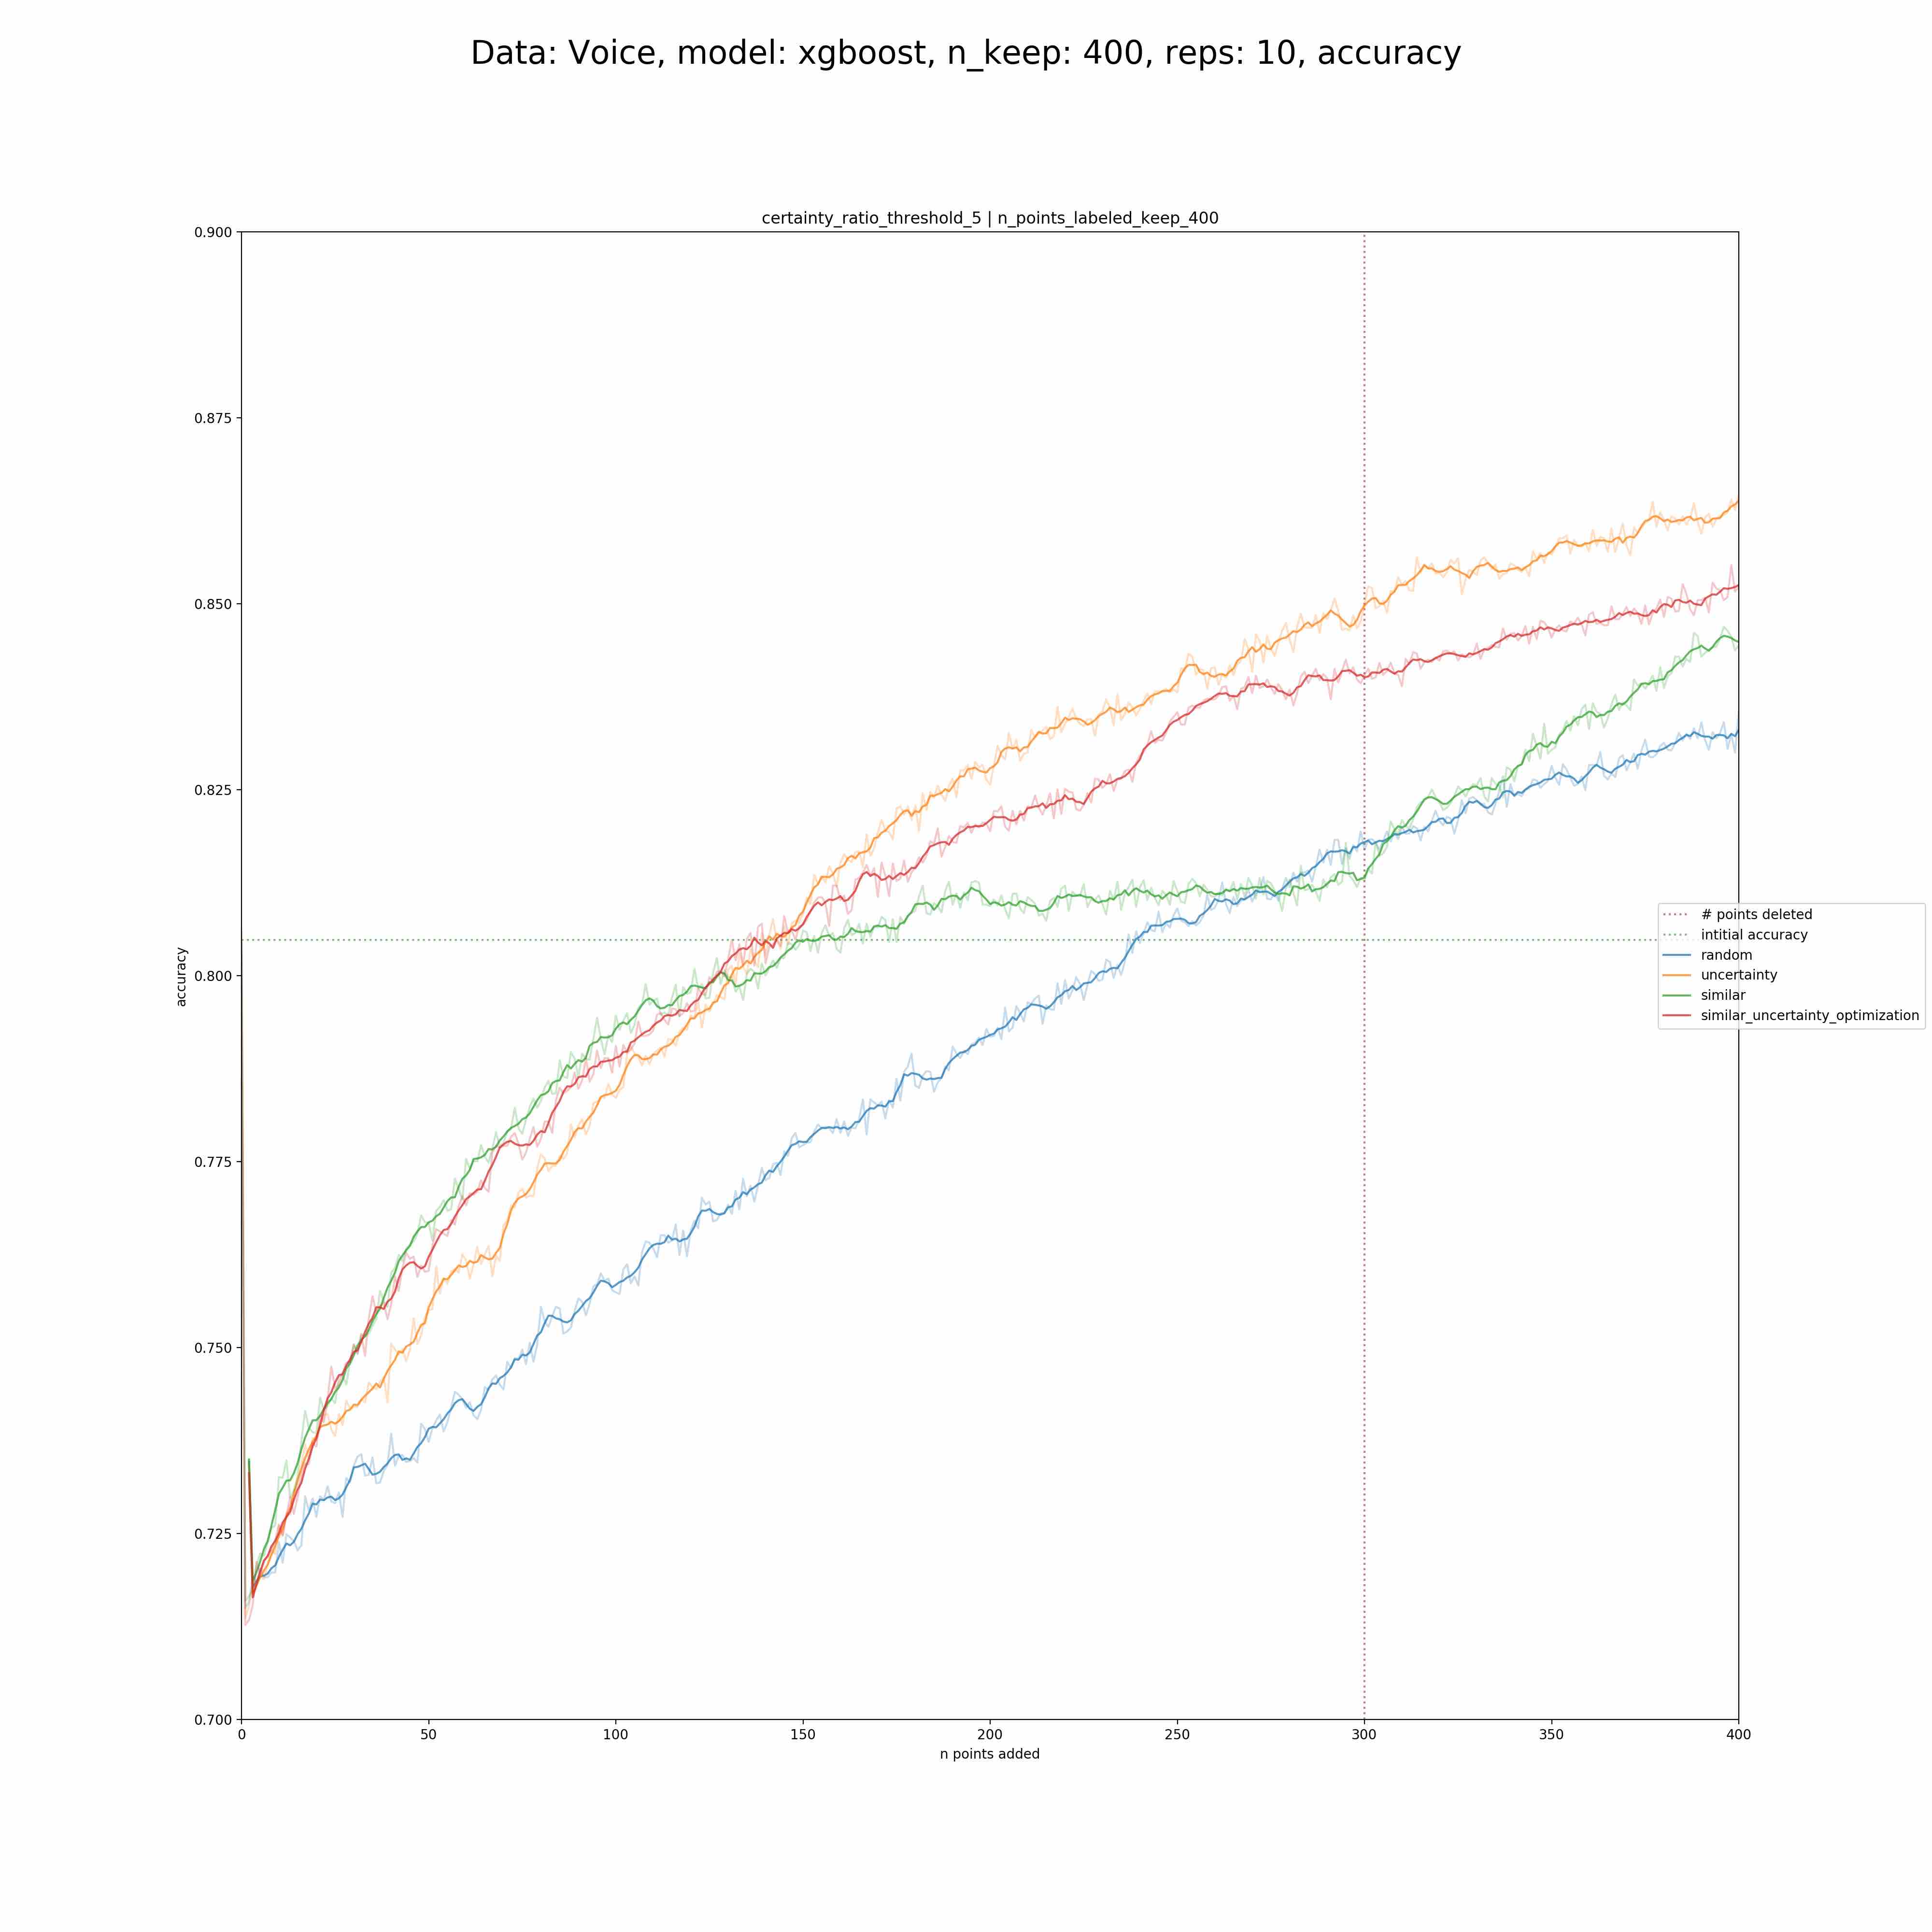 Data: Voice, model: xgboost, n_keep: 400, reps: 10, accuracy
certainty_ratio_threshold_5 | n_points_labeled_keep_400
0.900
0.875
0.850
0.825
0.800
0.775
0.750
0.725
0.700
accuracy
0 50 100 150 200 250 300 350 400
n points added
# points deleted
intitial accuracy
random
uncertainty
similar
similar_uncertainty_optimization